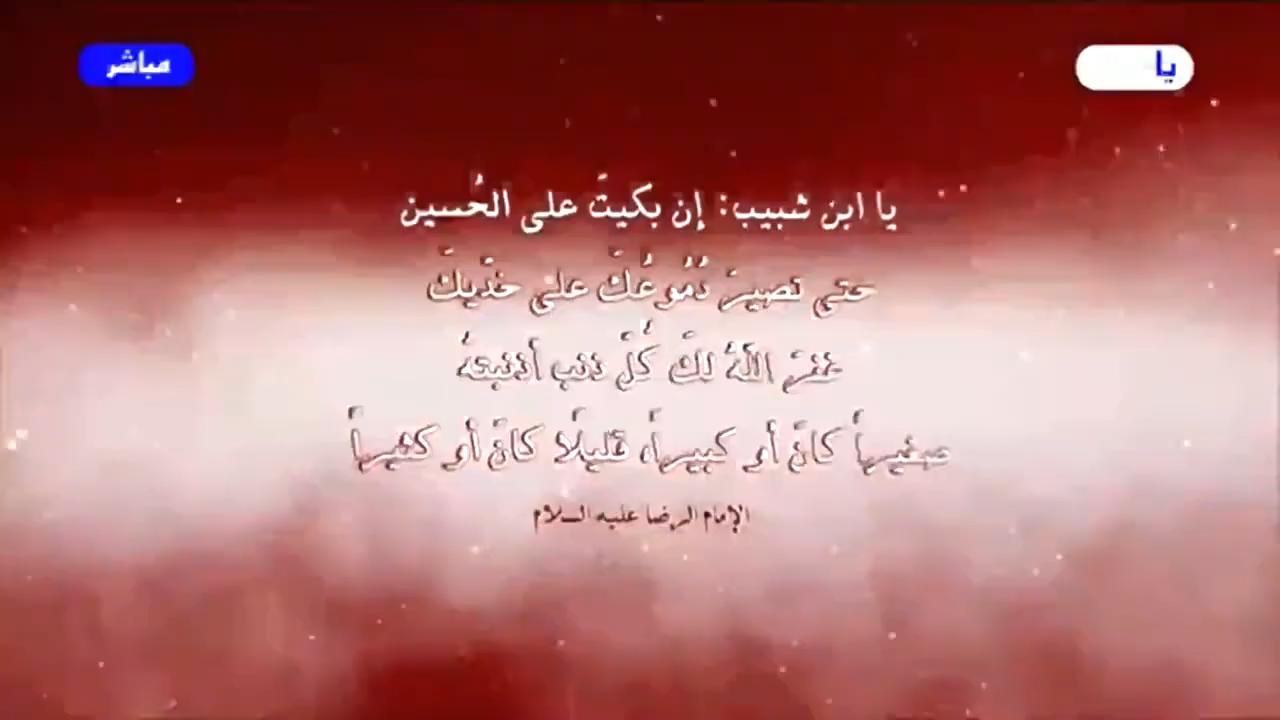 يا
مباشر
يا ابن شبيب: إن بكيتَ على الحُسين
حتى تصيرَ دُمُوعُكَ على خدّيكَ
غفرَ اللهُ لكَ كُلَّ ذنب أذنبتهُ
صغيراً كانَ أو كبيراً، قليلًا كانَ أو كثيراً
الإمام الرضا عليه السلام